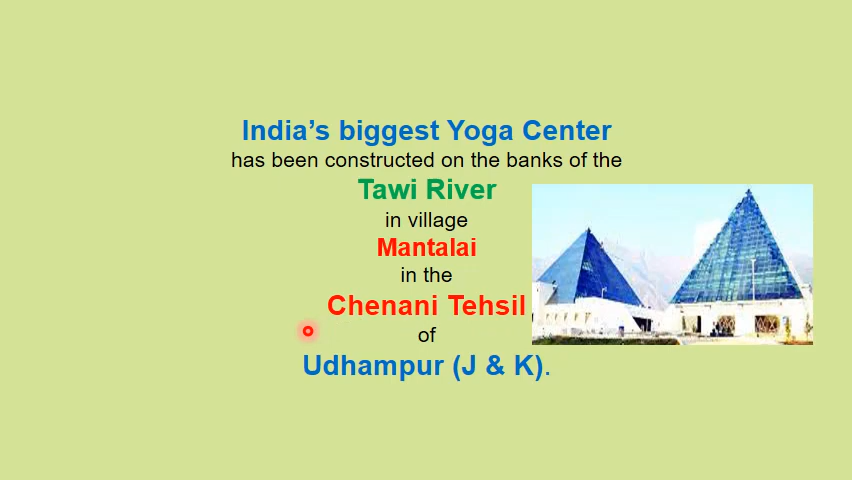 India’s biggest Yoga Center
has been constructed on the banks of the
Tawi River
in village
Mantalai
in the
Chenani Tehsil
of
Udhampur (J & K).